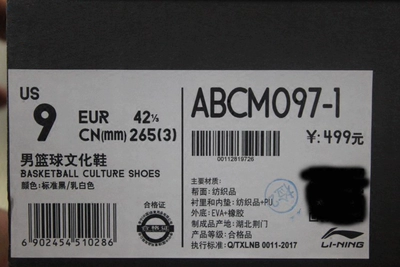 US
9
EUR 42⅔
CN(mm) 265(3)
男篮球文化鞋
BASKETBALL CULTURE SHOES
颜色:标准黑/乳白色
合格证
6 902454 510286
ABCM097-1
00112619726
¥:499元
主要材料:
帮面:纺织品
衬里和内垫:纺织品+PU
外底:EVA+橡胶
制成品产地:湖北荆门
产品等级:合格品
执行标准:Q/TXLNB 0011-2017
LI-NING